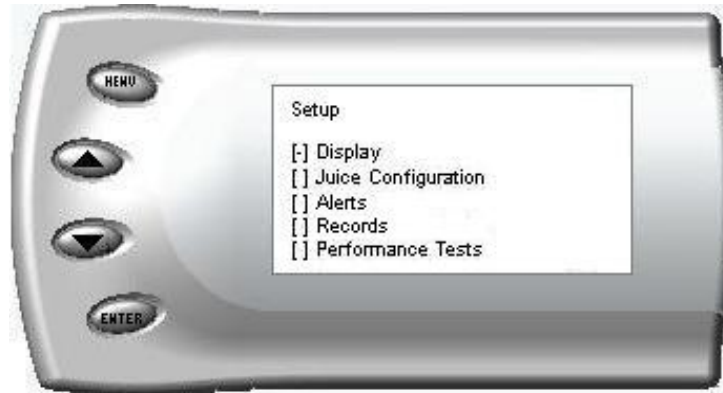 MENU
Setup
[-] Display
[ ] Juice Configuration
[ ] Alerts
[ ] Records
[ ] Performance Tests
ENTER